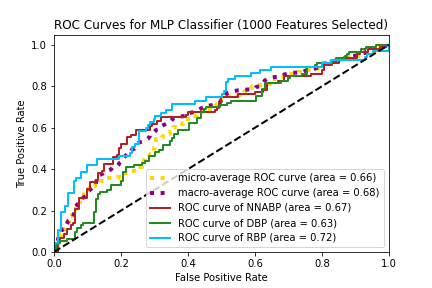 ROC Curves for MLP Classifier (1000 Features Selected)
1.0
0.8
0.6
0.4
0.2
0.0
True Positive Rate
micro-average ROC curve (area = 0.66)
macro-average ROC curve (area = 0.68)
ROC curve of NNABP (area = 0.67)
ROC curve of DBP (area = 0.63)
ROC curve of RBP (area = 0.72)
0.0 0.2 0.4 0.6 0.8 1.0
False Positive Rate